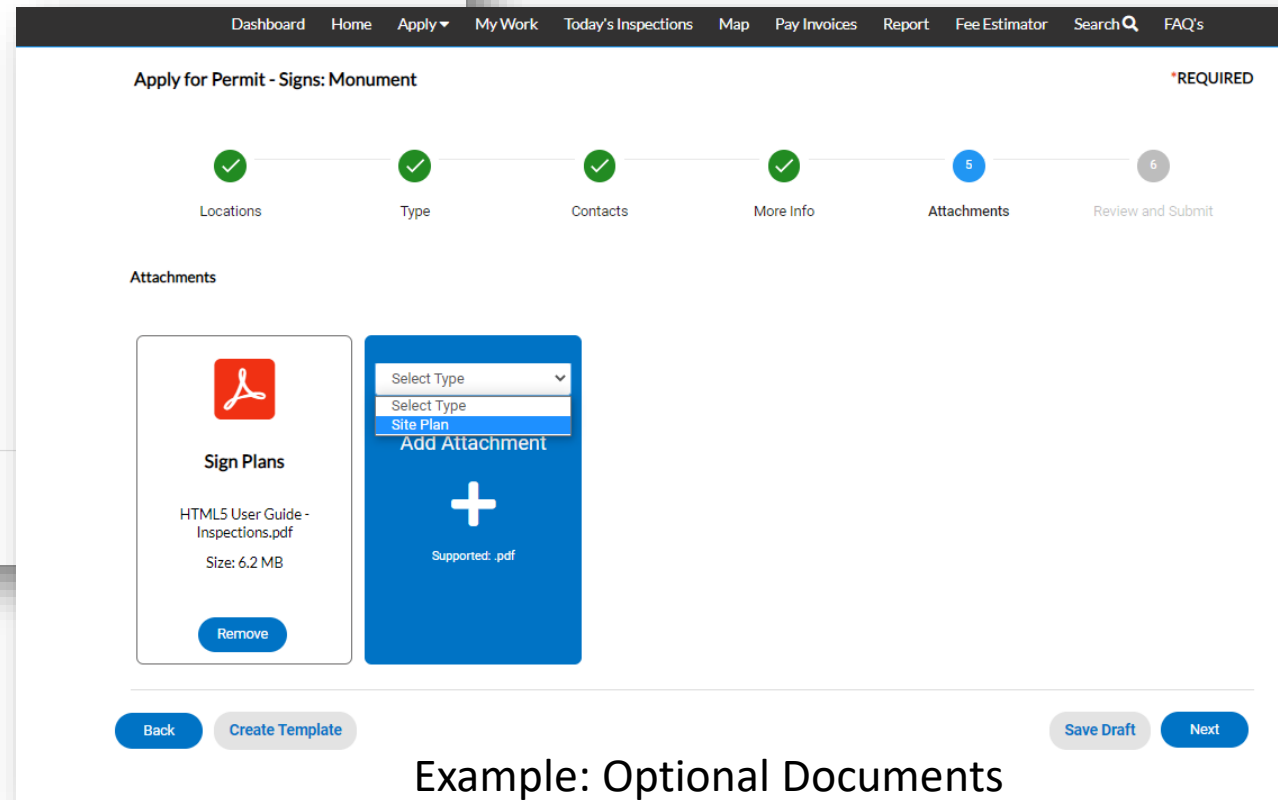 Dashboard Home Apply My Work Today's Inspections Map Pay Invoices Report Fee Estimator Search FAQ's
Apply for Permit - Signs: Monument *REQUIRED
5 6
Locations Type Contacts More Info Attachments Review and Submit
Attachments
Sign Plans
HTML5 User Guide -
Inspections.pdf
Size: 6.2 MB
Remove
Select Type
Select Type
Site Plan
Add Attachment
Supported: .pdf
Back Create Template Save Draft Next
Example: Optional Documents